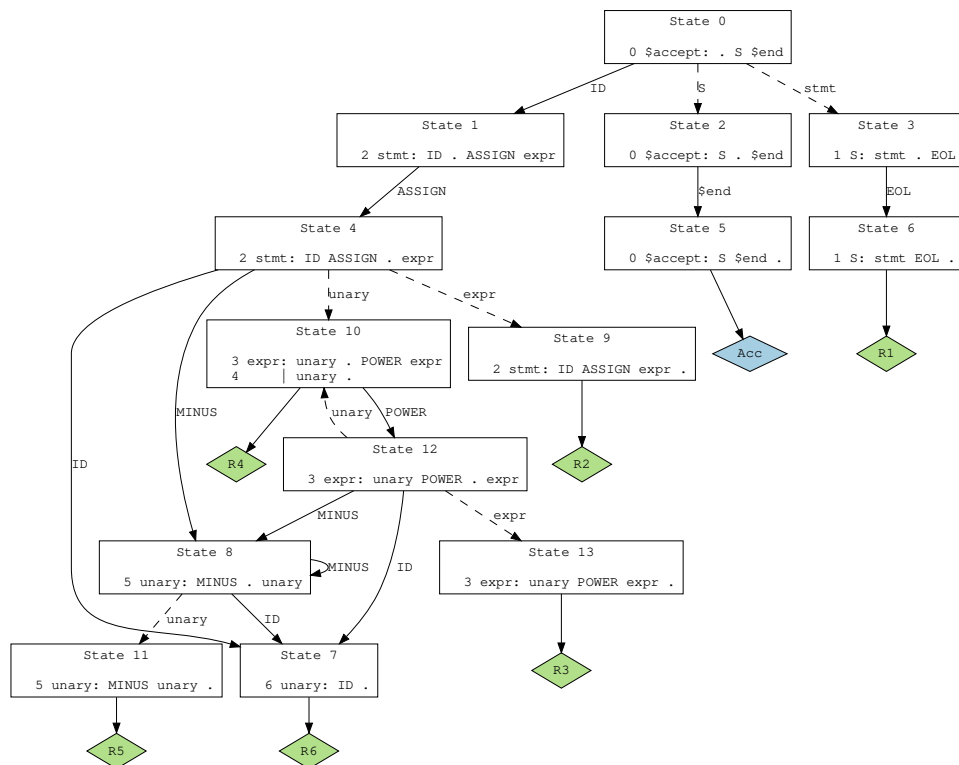 State 0
0 $accept: . S $end
ID
S
stmt
State 1
2 stmt: ID . ASSIGN expr
State 2
0 $accept: S . $end
State 3
1 S: stmt . EOL
ASSIGN
$end
EOL
State 4
2 stmt: ID ASSIGN . expr
State 5
0 $accept: S $end .
State 6
1 S: stmt EOL .
unary
expr
State 10
3 expr: unary . POWER expr
4 | unary .
State 9
2 stmt: ID ASSIGN expr .
Acc
R1
MINUS
unary
POWER
ID
R4
State 12
3 expr: unary POWER . expr
R2
MINUS
expr
State 8
5 unary: MINUS . unary
MINUS
ID
State 13
3 expr: unary POWER expr .
unary
ID
State 11
5 unary: MINUS unary .
State 7
6 unary: ID .
R3
R5
R6